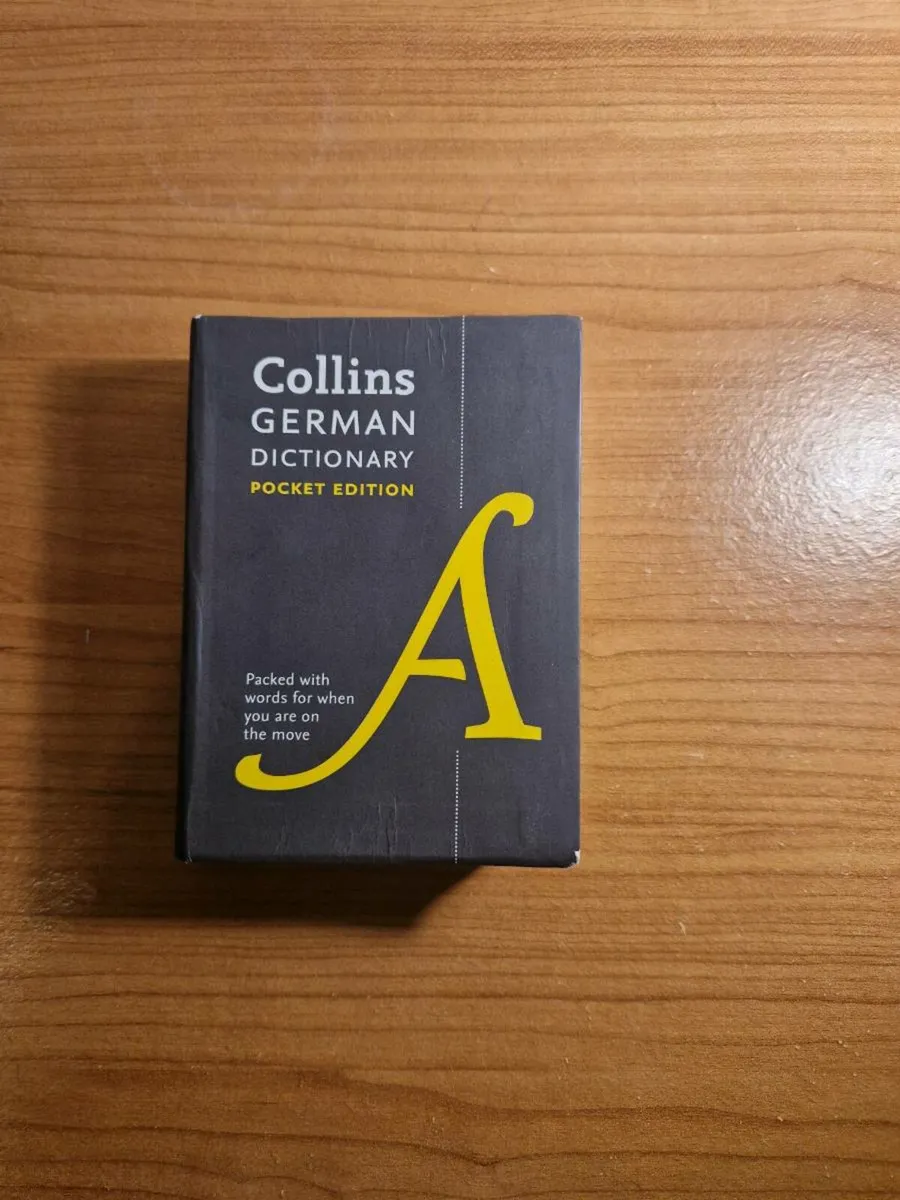 Collins
GERMAN
DICTIONARY
POCKET EDITION
A
Packed with
words for when
you are on
the move